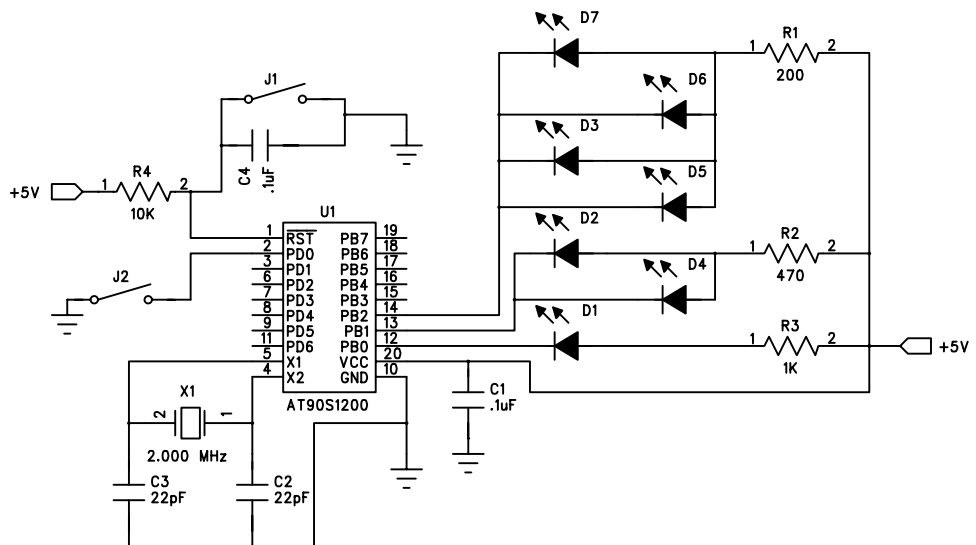 D7
R1
1 2
200
J1
D6
D3
C4
.1uF
R4
+5V
1 2
10K
D5
U1
D2
1 RST PB7 19
2 PD0 PB6 18
3 PD1 PB5 17
6 PD2 PB4 16
7 PD3 PB3 15
8 PD4 PB2 14
9 PD5 PB1 13
11 PD6 PB0 12
5 X1 VCC 20
4 X2 GND 10
AT90S1200
J2
R2
1 2
470
D4
D1
R3
1 2
1K
+5V
X1
2 1
2.000 MHz
C1
.1uF
C3
22pF
C2
22pF